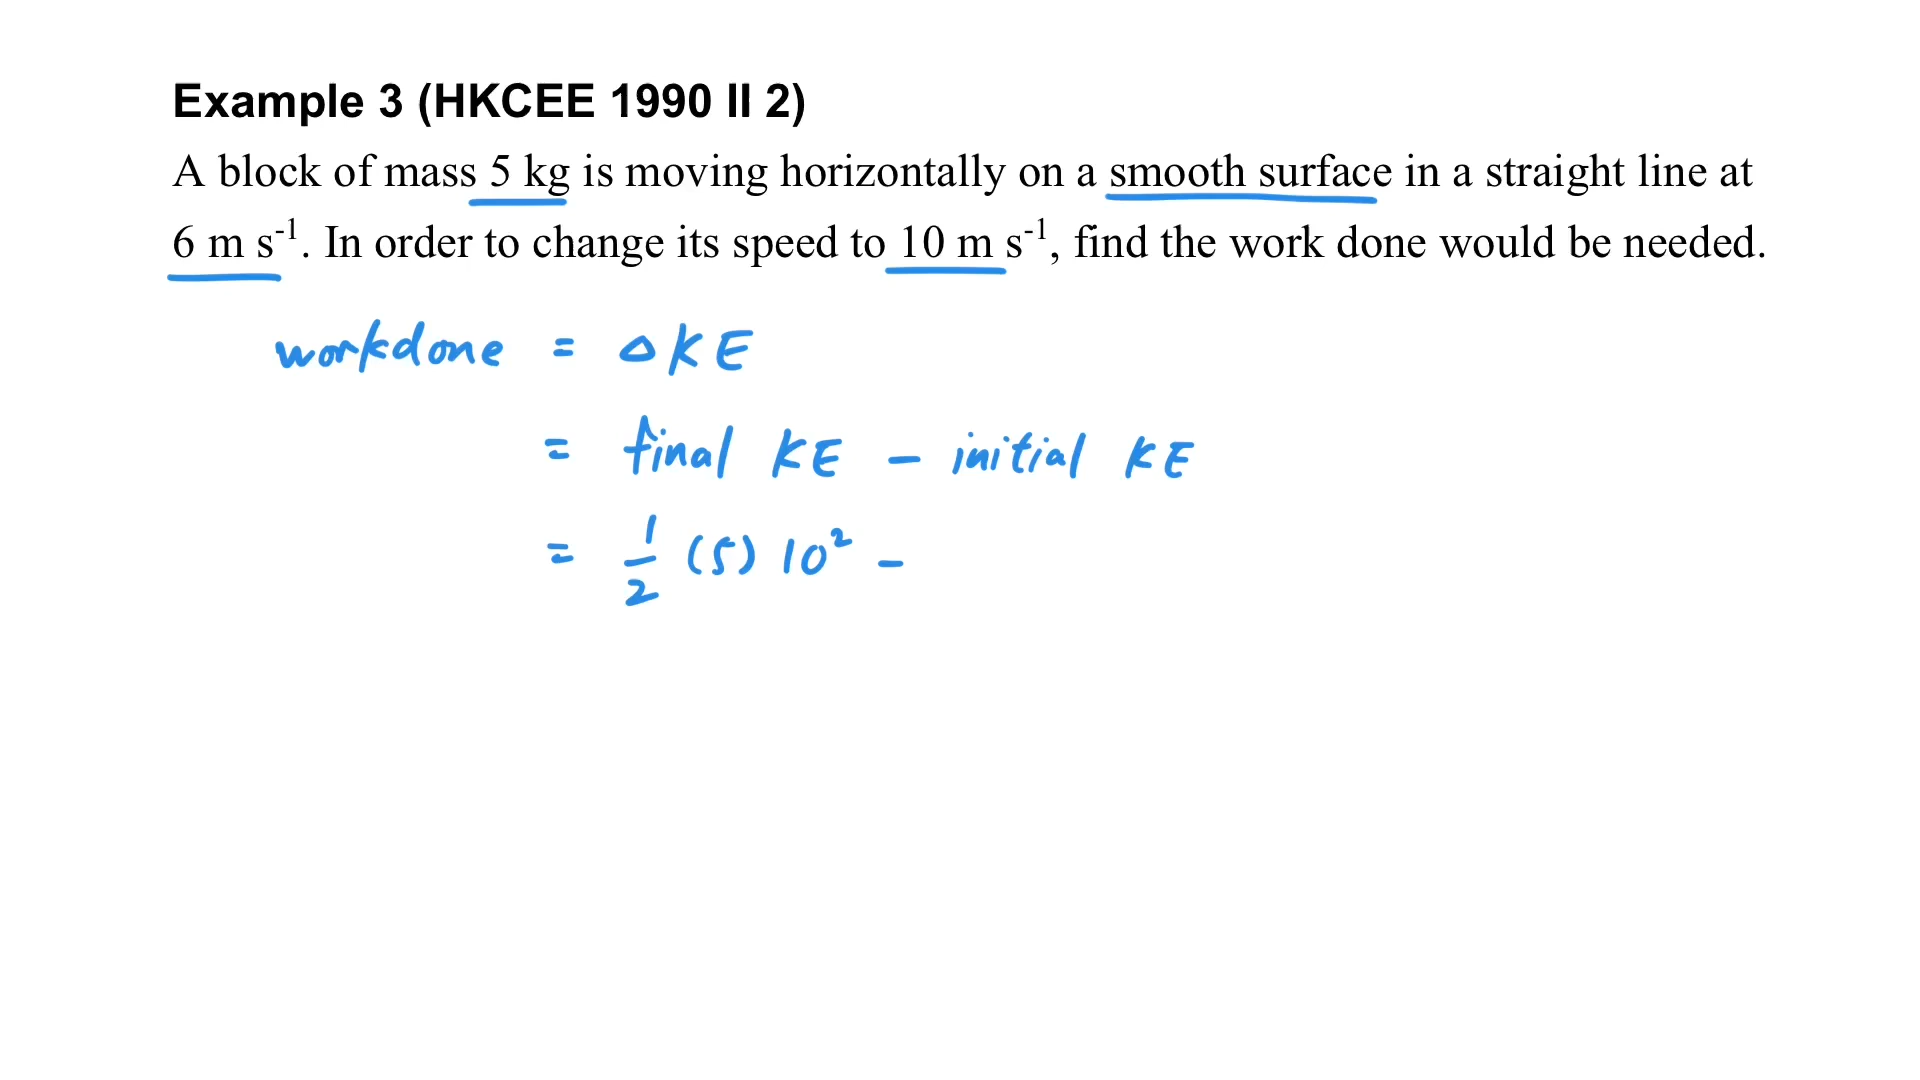 Example 3 (HKCEE 1990 II 2)
A block of mass 5 kg is moving horizontally on a smooth surface in a straight line at
6 m s⁻¹. In order to change its speed to 10 m s⁻¹, find the work done would be needed.
workdone = ΔKE
= final KE − initial KE
= 1/2 (5) 10² −